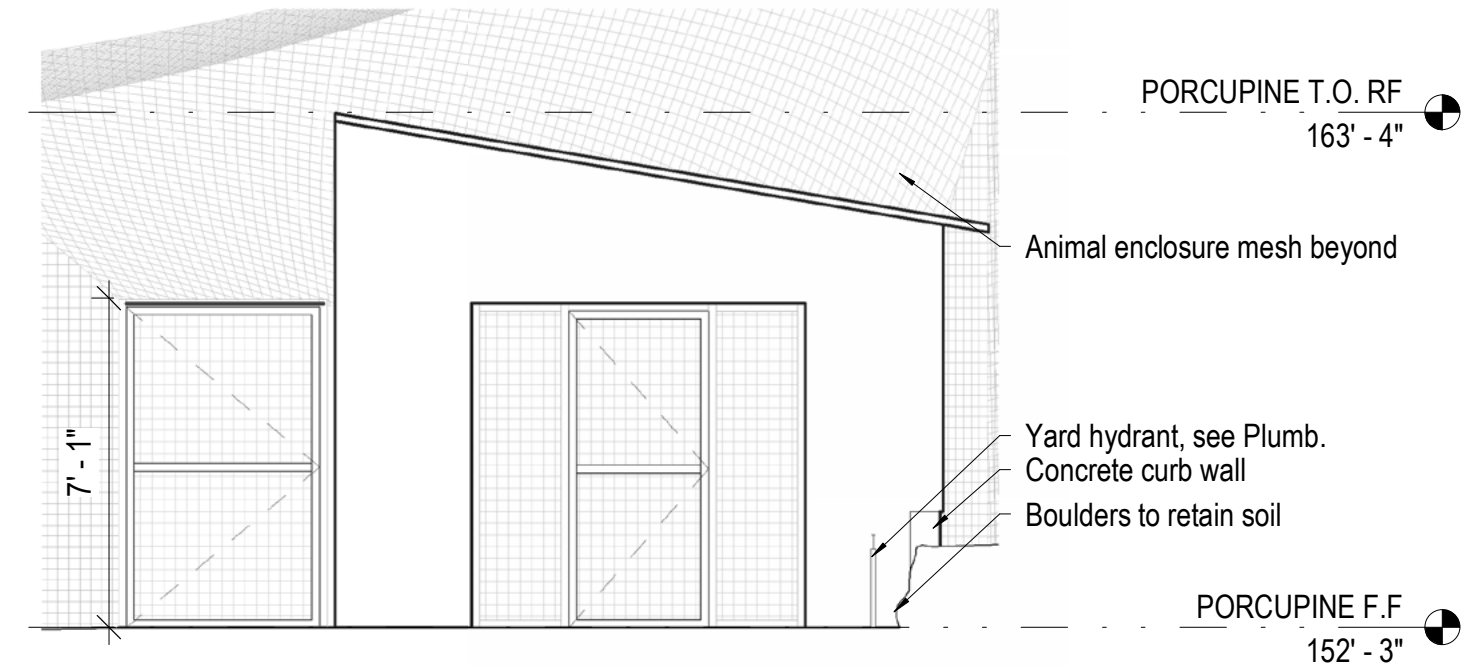 PORCUPINE T.O. RF
163' - 4"
Animal enclosure mesh beyond
7' - 1"
Yard hydrant, see Plumb.
Concrete curb wall
Boulders to retain soil
PORCUPINE F.F
152' - 3"